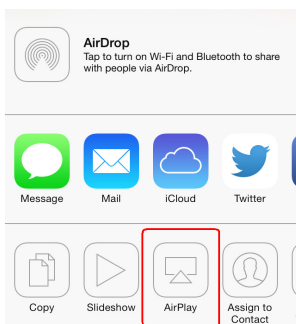 AirDrop
Tap to turn on Wi-Fi and Bluetooth to share
with people via AirDrop.
Message Mail iCloud Twitter
Copy Slideshow AirPlay Assign to
Contact